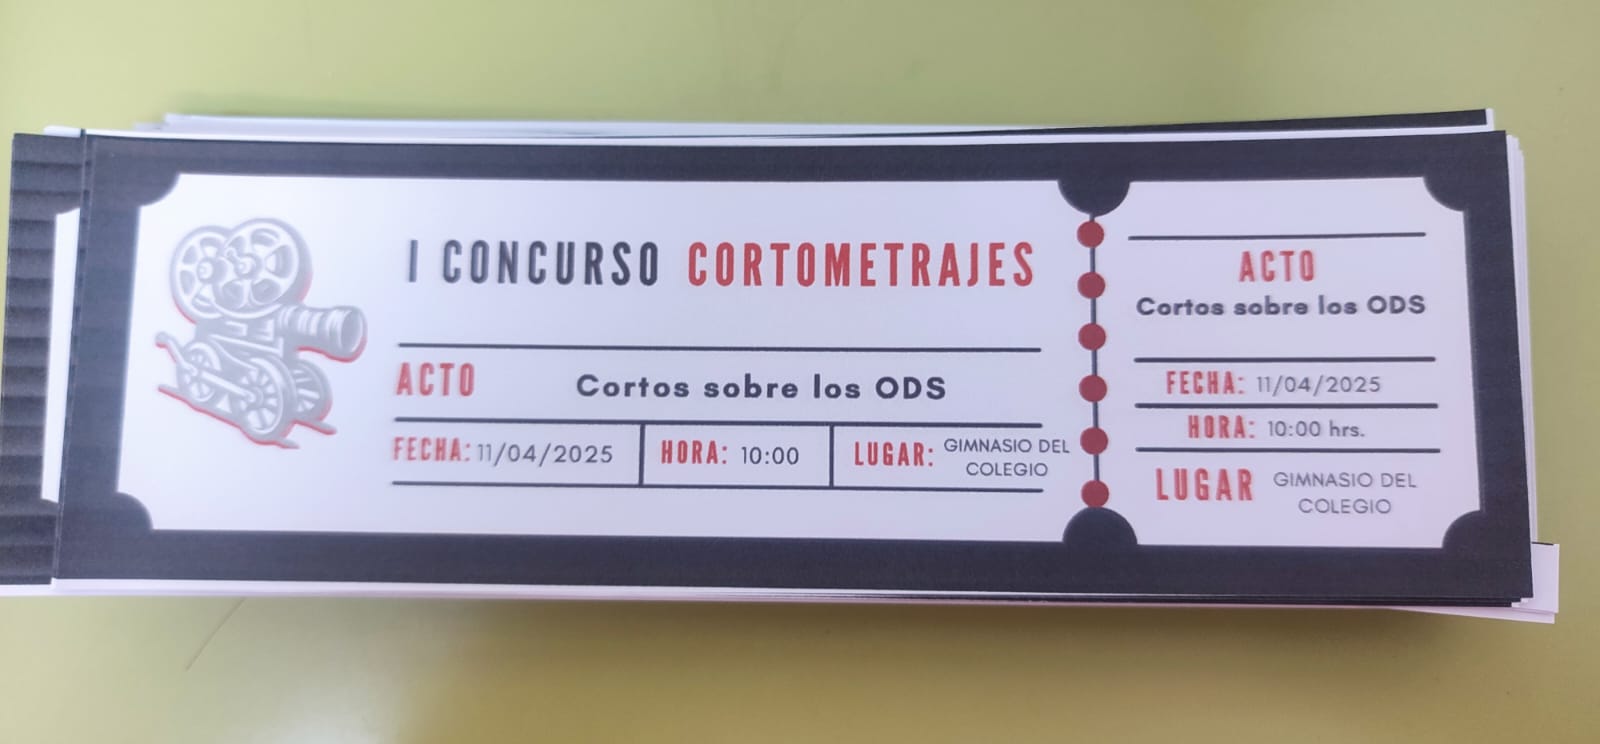 I CONCURSO CORTOMETRAJES
ACTO Cortos sobre los ODS
FECHA: 11/04/2025 HORA: 10:00 LUGAR: GIMNASIO DEL
COLEGIO
ACTO
Cortos sobre los ODS
FECHA: 11/04/2025
HORA: 10:00 hrs.
LUGAR GIMNASIO DEL
COLEGIO